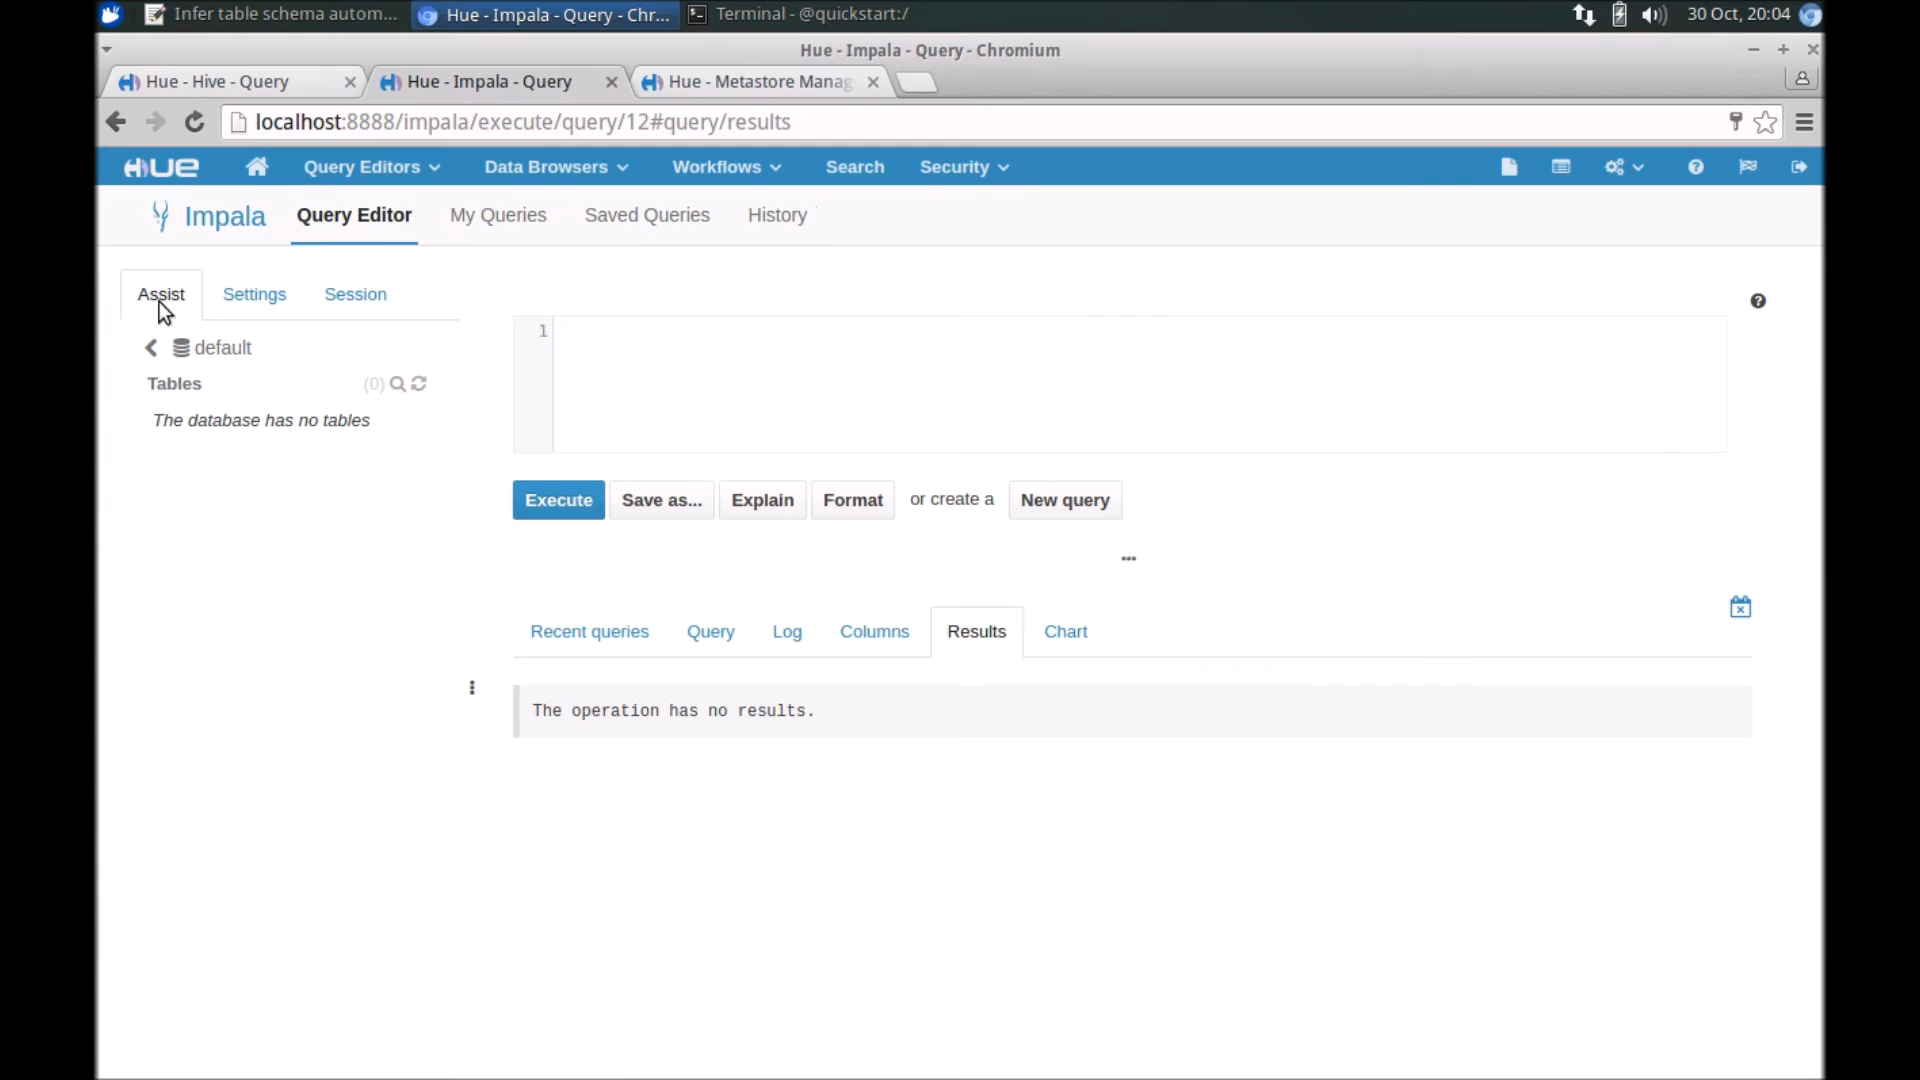 Infer table schema autom...
Hue - Impala - Query - Chr...
Terminal - @quickstart:/
30 Oct, 20:04
Hue - Impala - Query - Chromium
Hue - Hive - Query
Hue - Impala - Query
Hue - Metastore Manag
localhost:8888/impala/execute/query/12#query/results
HUE
Query Editors
Data Browsers
Workflows
Search
Security
Impala
Query Editor
My Queries
Saved Queries
History
Assist
Settings
Session
default
Tables
(0)
The database has no tables
1
Execute
Save as...
Explain
Format
or create a
New query
Recent queries
Query
Log
Columns
Results
Chart
The operation has no results.